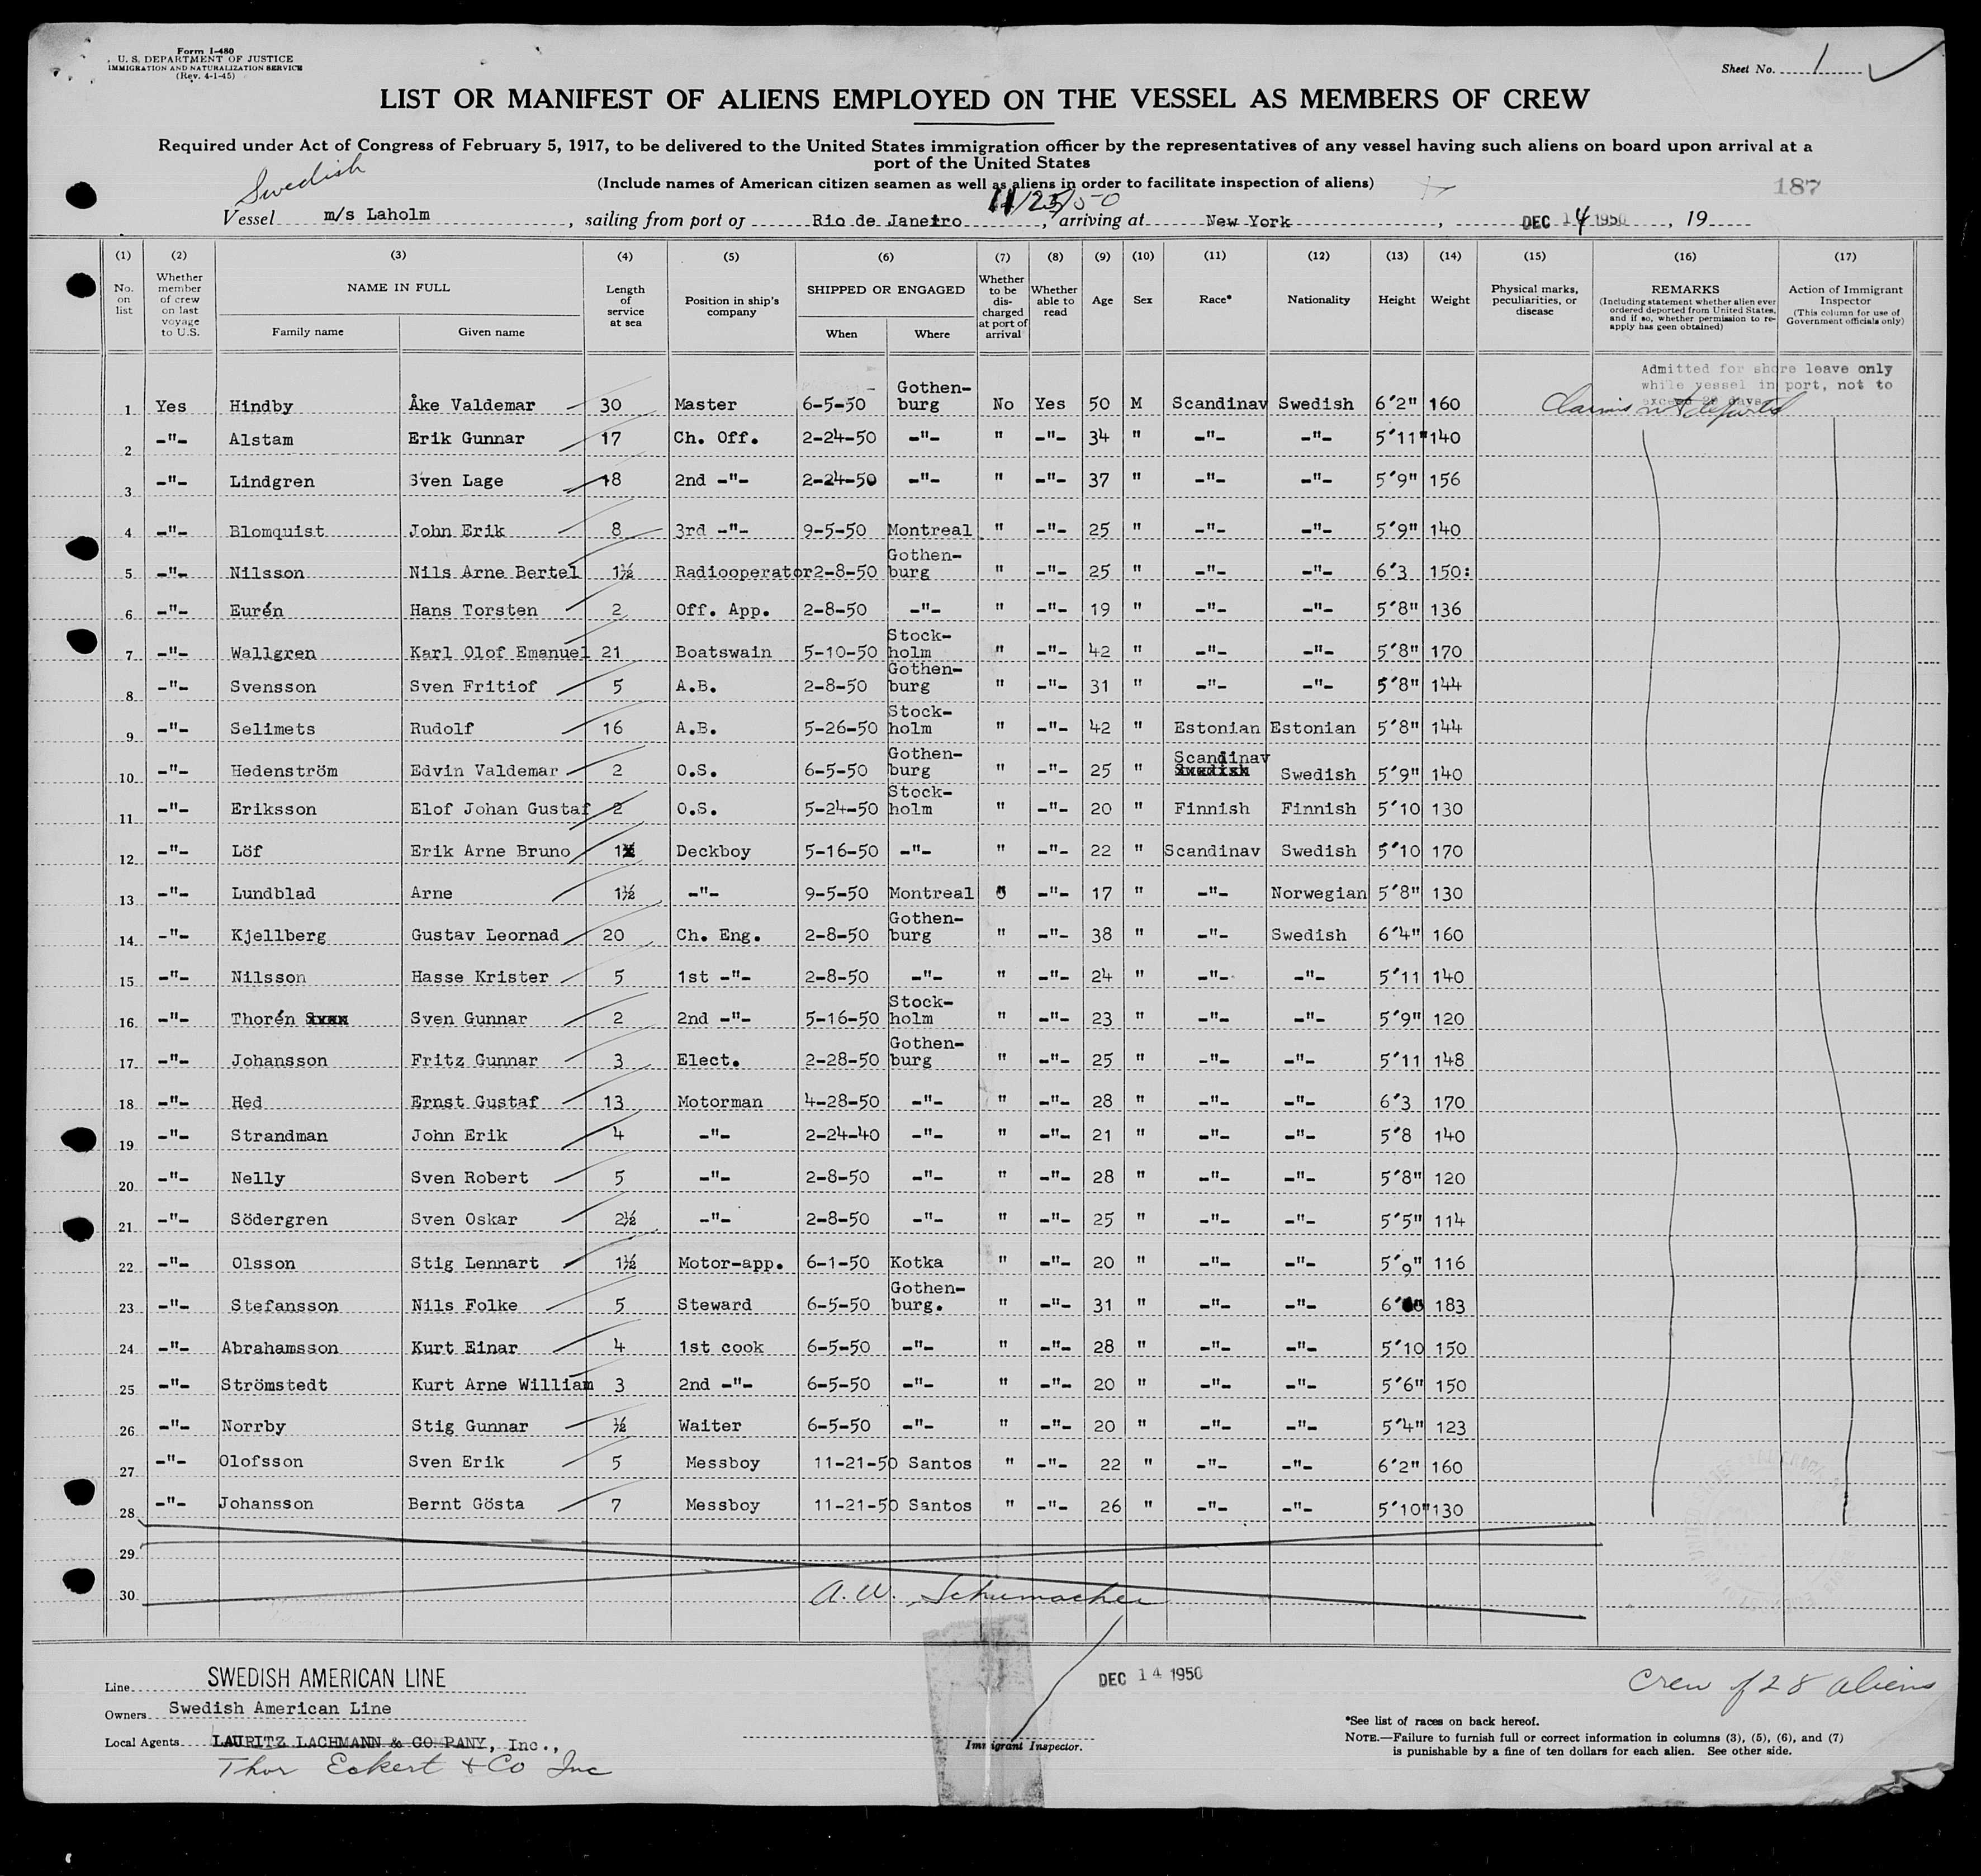 Form I-480
U. S. DEPARTMENT OF JUSTICE
IMMIGRATION AND NATURALIZATION SERVICE
(Rev. 4-1-45)
Sheet No. 1
LIST OR MANIFEST OF ALIENS EMPLOYED ON THE VESSEL AS MEMBERS OF CREW
Required under Act of Congress of February 5, 1917, to be delivered to the United States immigration officer by the representatives of any vessel having such aliens on board upon arrival at a
port of the United States
(Include names of American citizen seamen as well as aliens in order to facilitate inspection of aliens)
187
Swedish
11/25/50
Vessel m/s Laholm, sailing from port of Rio de Janeiro, arriving at New York, DEC 14 1950, 19
(1) (2) (3) (4) (5) (6) (7) (8) (9) (10) (11) (12) (13) (14) (15) (16) (17)
No. on list
Whether member of crew on last voyage to U.S.
NAME IN FULL
Family name
Given name
Length of service at sea
Position in ship's company
SHIPPED OR ENGAGED
When
Where
Whether to be discharged at port of arrival
Whether able to read
Age
Sex
Race*
Nationality
Height
Weight
Physical marks, peculiarities, or disease
REMARKS
(Including statement whether alien ever ordered deported from United States, and if so, whether permission to re-apply has geen obtained)
Action of Immigrant Inspector
(This column for use of Government officials only)
Admitted for shore leave only
while vessel in port, not to
exceed 29 days
Claims not deported
1 Yes Hindby Åke Valdemar 30 Master 6-5-50 Gothen-burg No Yes 50 M Scandinav Swedish 6'2" 160
2 -"- Alstam Erik Gunnar 17 Ch. Off. 2-24-50 -"- " -"- 34 " -"- -"- 5'11" 140
3 -"- Lindgren Sven Lage 18 2nd -"- 2-24-50 -"- " -"- 37 " -"- -"- 5'9" 156
4 -"- Blomquist John Erik 8 3rd -"- 9-5-50 Montreal " -"- 25 " -"- -"- 5'9" 140
5 -"- Nilsson Nils Arne Bertel 1½ Radiooperator 2-8-50 Gothen-burg " -"- 25 " -"- -"- 6'3 150:
6 -"- Eurén Hans Torsten 2 Off. App. 2-8-50 -"- " -"- 19 " -"- -"- 5'8" 136
7 -"- Wallgren Karl Olof Emanuel 21 Boatswain 5-10-50 Stock-holm " -"- 42 " -"- -"- 5'8" 170
8 -"- Svensson Sven Fritiof 5 A.B. 2-8-50 Gothen-burg " -"- 31 " -"- -"- 5'8" 144
9 -"- Selimets Rudolf 16 A.B. 5-26-50 Stock-holm " -"- 42 " Estonian Estonian 5'8" 144
10 -"- Hedenström Edvin Valdemar 2 O.S. 6-5-50 Gothen-burg " -"- 25 " Scandinav Swedish Swedish 5'9" 140
11 -"- Eriksson Elof Johan Gustaf 2 O.S. 5-24-50 Stock-holm " -"- 20 " Finnish Finnish 5'10 130
12 -"- Löf Erik Arne Bruno 1 Deckboy 5-16-50 -"- " -"- 22 " Scandinav Swedish 5'10 170
13 -"- Lundblad Arne 1½ -"- 9-5-50 Montreal " -"- 17 " -"- Norwegian 5'8" 130
14 -"- Kjellberg Gustav Leornad 20 Ch. Eng. 2-8-50 Gothen-burg " -"- 38 " -"- Swedish 6'4" 160
15 -"- Nilsson Hasse Krister 5 1st -"- 2-8-50 -"- " -"- 24 " -"- -"- 5'11 140
16 -"- Thorén Sven Gunnar 2 2nd -"- 5-16-50 Stock-holm " -"- 23 " -"- -"- 5'9" 120
17 -"- Johansson Fritz Gunnar 3 Elect. 2-28-50 Gothen-burg " -"- 25 " -"- -"- 5'11 148
18 -"- Hed Ernst Gustaf 13 Motorman 4-28-50 -"- " -"- 28 " -"- -"- 6'3 170
19 -"- Strandman John Erik 4 -"- 2-24-40 -"- " -"- 21 " -"- -"- 5'8 140
20 -"- Nelly Sven Robert 5 -"- 2-8-50 -"- " -"- 28 " -"- -"- 5'8" 120
21 -"- Södergren Sven Oskar 2½ -"- 2-8-50 -"- " -"- 25 " -"- -"- 5'5" 114
22 -"- Olsson Stig Lennart 1½ Motor-app. 6-1-50 Kotka " -"- 20 " -"- -"- 5'9" 116
23 -"- Stefansson Nils Folke 5 Steward 6-5-50 Gothen-burg. " -"- 31 " -"- -"- 6' 183
24 -"- Abrahamsson Kurt Einar 4 1st cook 6-5-50 -"- " -"- 28 " -"- -"- 5'10 150
25 -"- Strömstedt Kurt Arne William 3 2nd -"- 6-5-50 -"- " -"- 20 " -"- -"- 5'6" 150
26 -"- Norrby Stig Gunnar ½ Waiter 6-5-50 -"- " -"- 20 " -"- -"- 5'4" 123
27 -"- Olofsson Sven Erik 5 Messboy 11-21-50 Santos " -"- 22 " -"- -"- 6'2" 160
28 -"- Johansson Bernt Gösta 7 Messboy 11-21-50 Santos " -"- 26 " -"- -"- 5'10" 130
29
30
A. W. Schumacher
Line SWEDISH AMERICAN LINE
Owners Swedish American Line
Local Agents LAURITZ LACHMANN & CO PANY, Inc.,
Thor Eckert & Co Inc
DEC 14 1950
Immigrant Inspector.
Crew of 28 aliens
*See list of races on back hereof.
NOTE.—Failure to furnish full or correct information in columns (3), (5), (6), and (7)
is punishable by a fine of ten dollars for each alien. See other side.